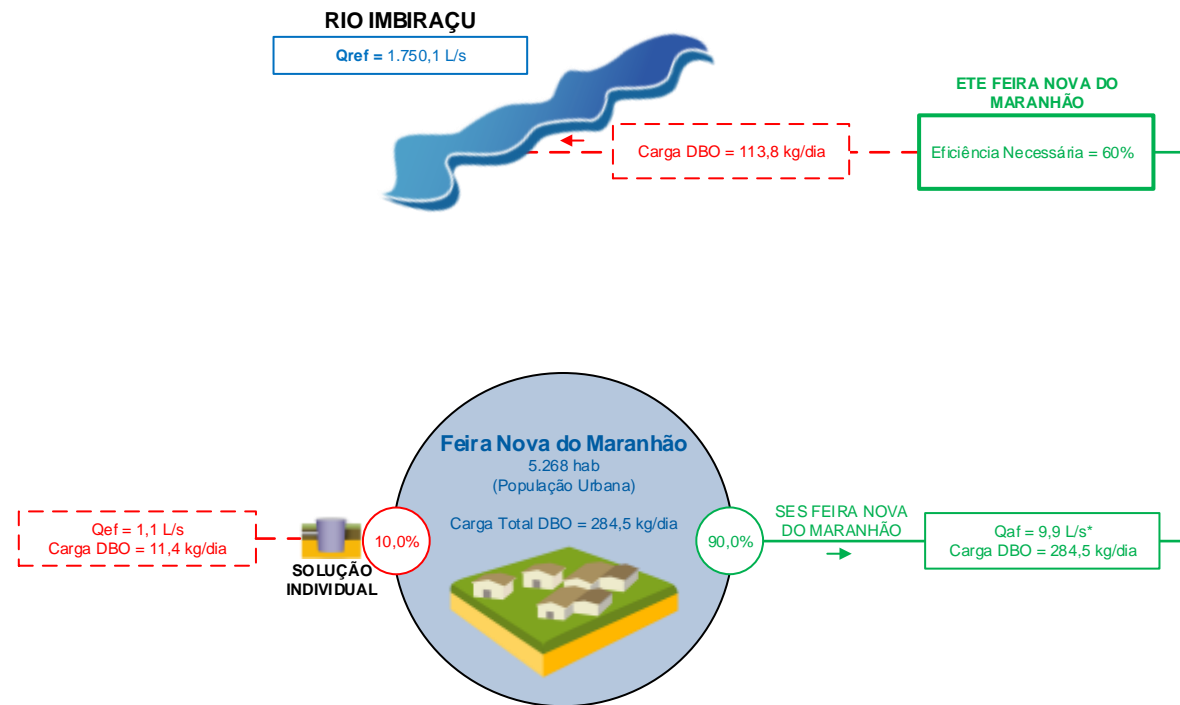 RIO IMBIRAÇU
Qref = 1.750,1 L/s
ETE FEIRA NOVA DO
MARANHÃO
Carga DBO = 113,8 kg/dia
Eficiência Necessária = 60%
Feira Nova do Maranhão
5.268 hab
(População Urbana)
Carga Total DBO = 284,5 kg/dia
Qef = 1,1 L/s
Carga DBO = 11,4 kg/dia
SOLUÇÃO
INDIVIDUAL
10,0%
90,0%
SES FEIRA NOVA
DO MARANHÃO
Qaf = 9,9 L/s*
Carga DBO = 284,5 kg/dia